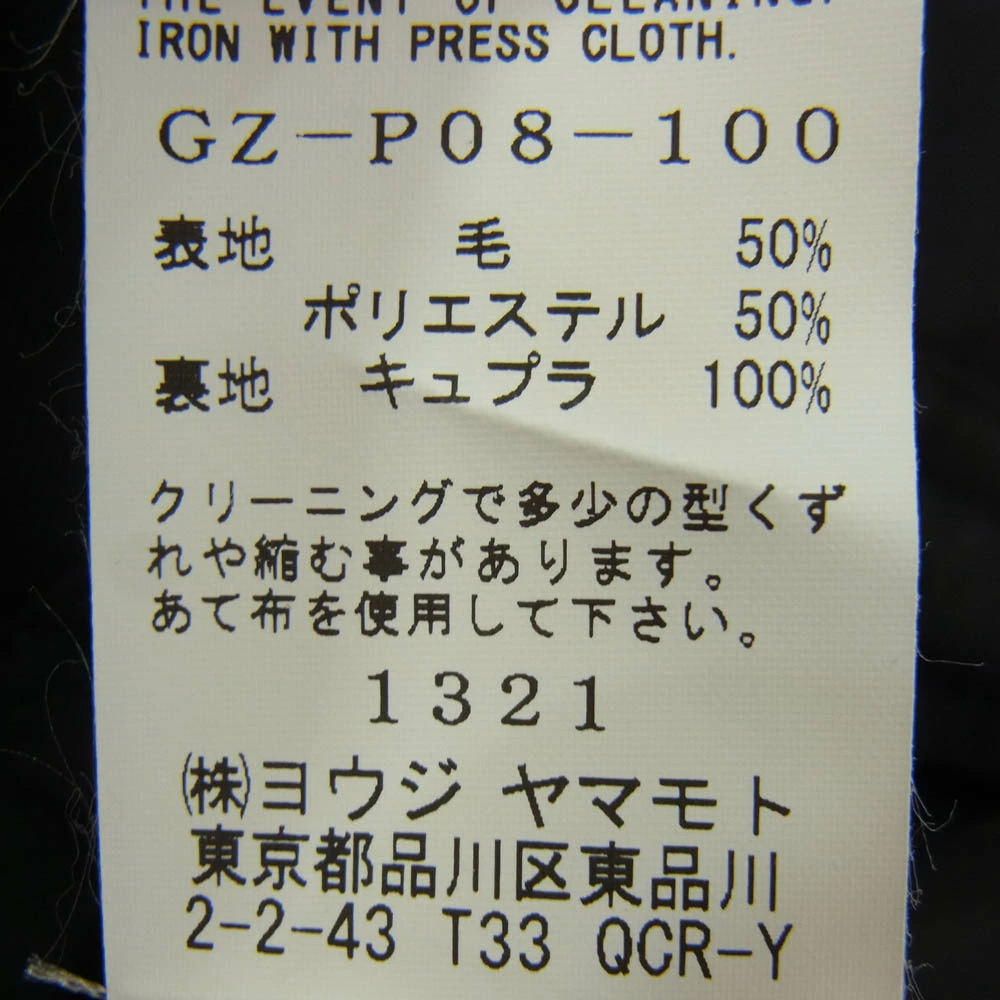 THE EVENT OF CLEANING.
IRON WITH PRESS CLOTH.
GZ-P08-100
表地 毛 50%
ポリエステル 50%
裏地 キュプラ 100%
クリーニングで多少の型くず
れや縮む事があります。
あて布を使用して下さい。
1321
㈱ヨウジ ヤマモト
東京都品川区東品川
2-2-43 T33 QCR-Y